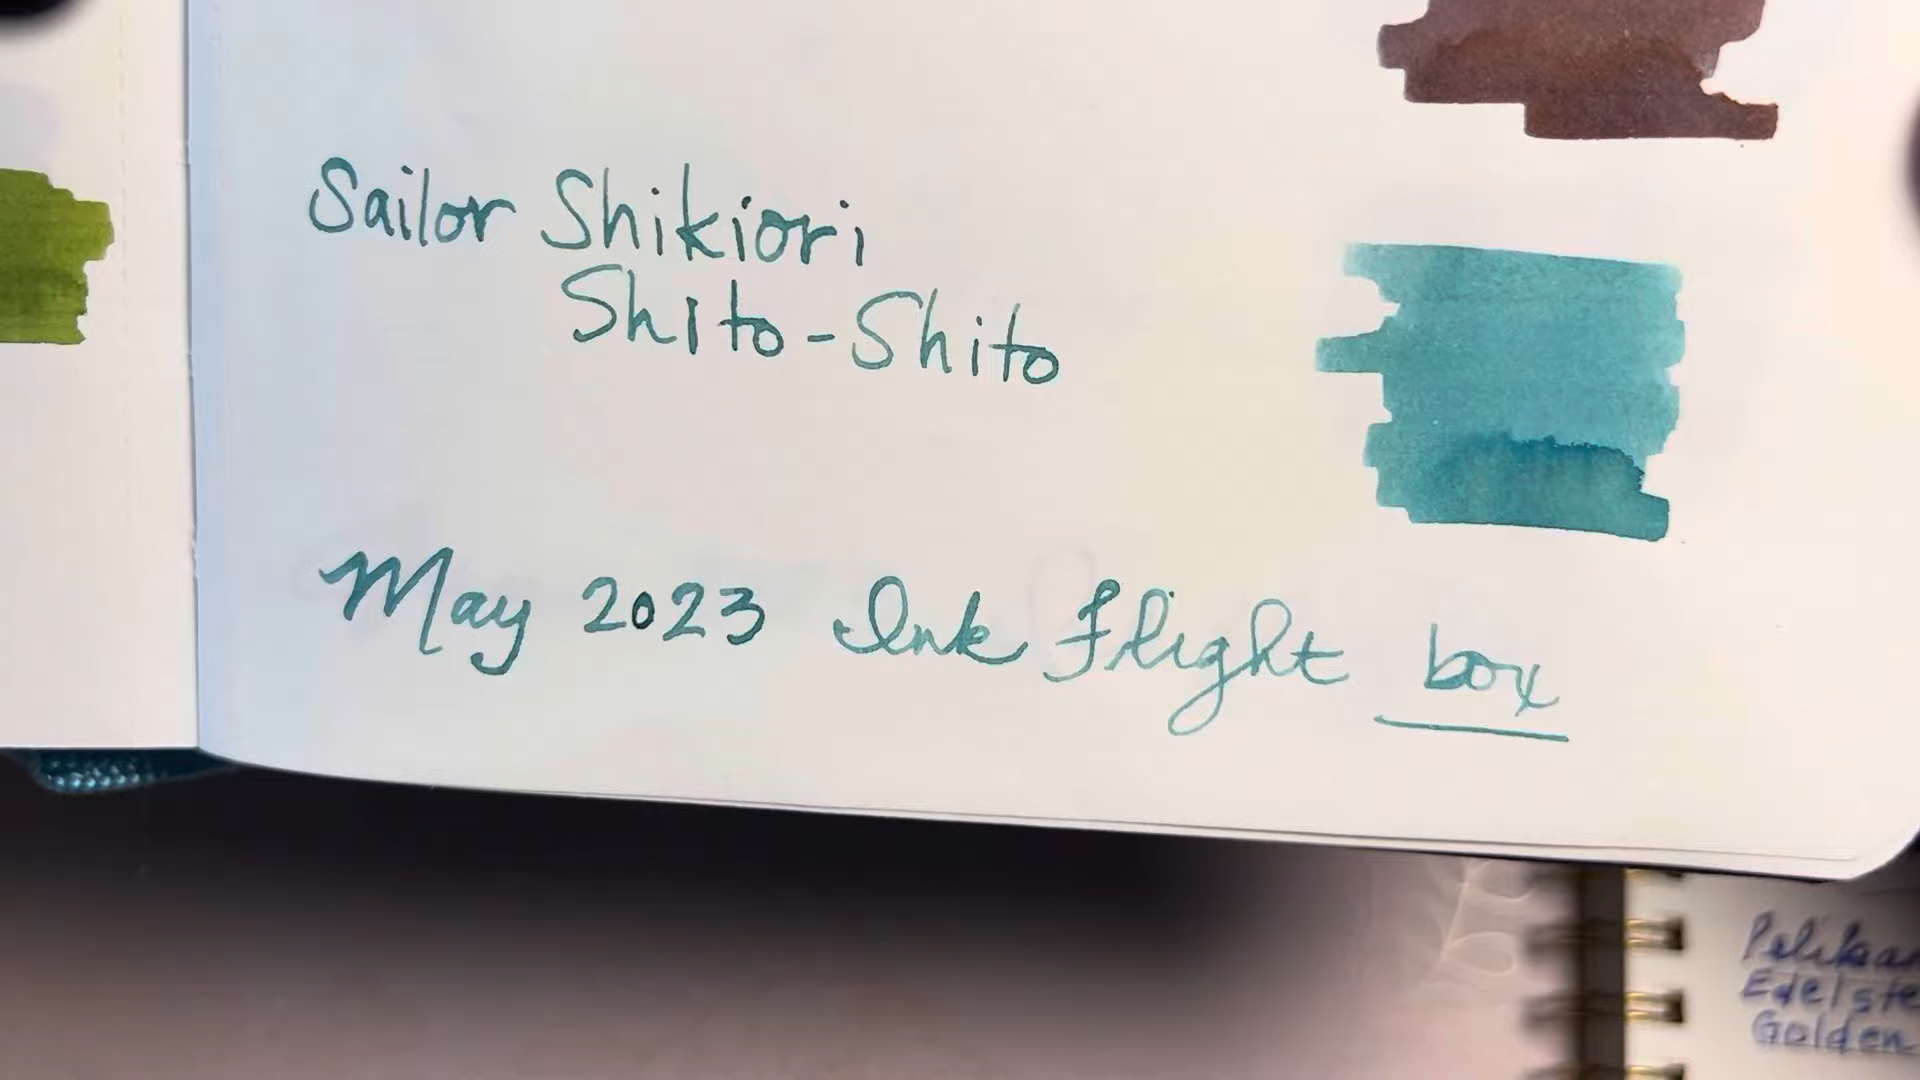 Sailor Shikiori
Shito-Shito
May 2023 Ink Flight box
Pelikan
Edelste
Golden